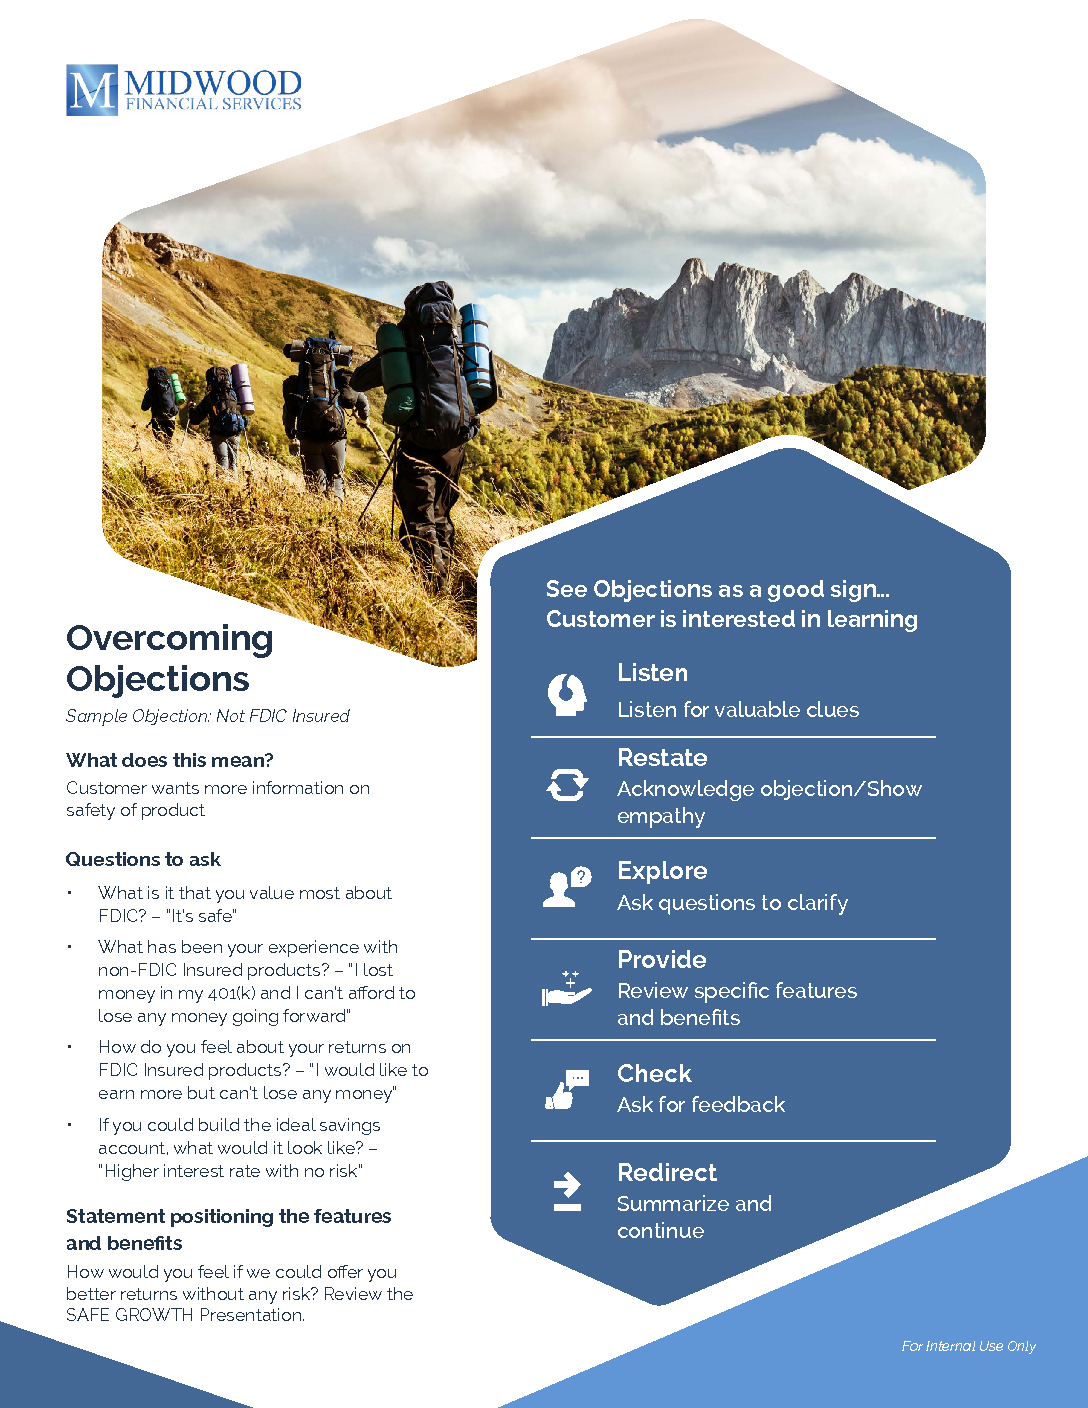 M MIDWOOD
FINANCIAL SERVICES
Overcoming
Objections
Sample Objection: Not FDIC Insured
What does this mean?
Customer wants more information on
safety of product
Questions to ask
• What is it that you value most about
FDIC? – "It's safe"
• What has been your experience with
non-FDIC Insured products? – "I lost
money in my 401(k) and I can't afford to
lose any money going forward"
• How do you feel about your returns on
FDIC Insured products? – "I would like to
earn more but can't lose any money"
• If you could build the ideal savings
account, what would it look like? –
"Higher interest rate with no risk"
Statement positioning the features
and benefits
How would you feel if we could offer you
better returns without any risk? Review the
SAFE GROWTH Presentation.
See Objections as a good sign...
Customer is interested in learning
Listen
Listen for valuable clues
Restate
Acknowledge objection/Show
empathy
Explore
Ask questions to clarify
?
Provide
Review specific features
and benefits
Check
Ask for feedback
Redirect
Summarize and
continue
For Internal Use Only